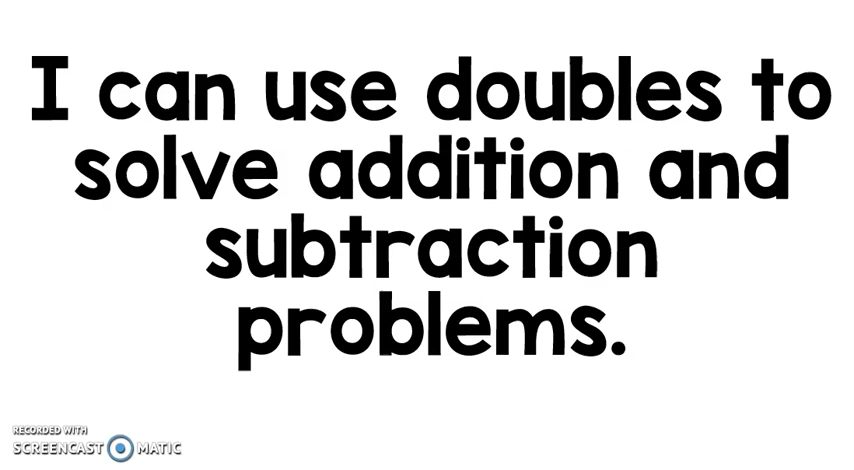 I can use doubles to
solve addition and
subtraction
problems.
RECORDED WITH
SCREENCAST MATIC